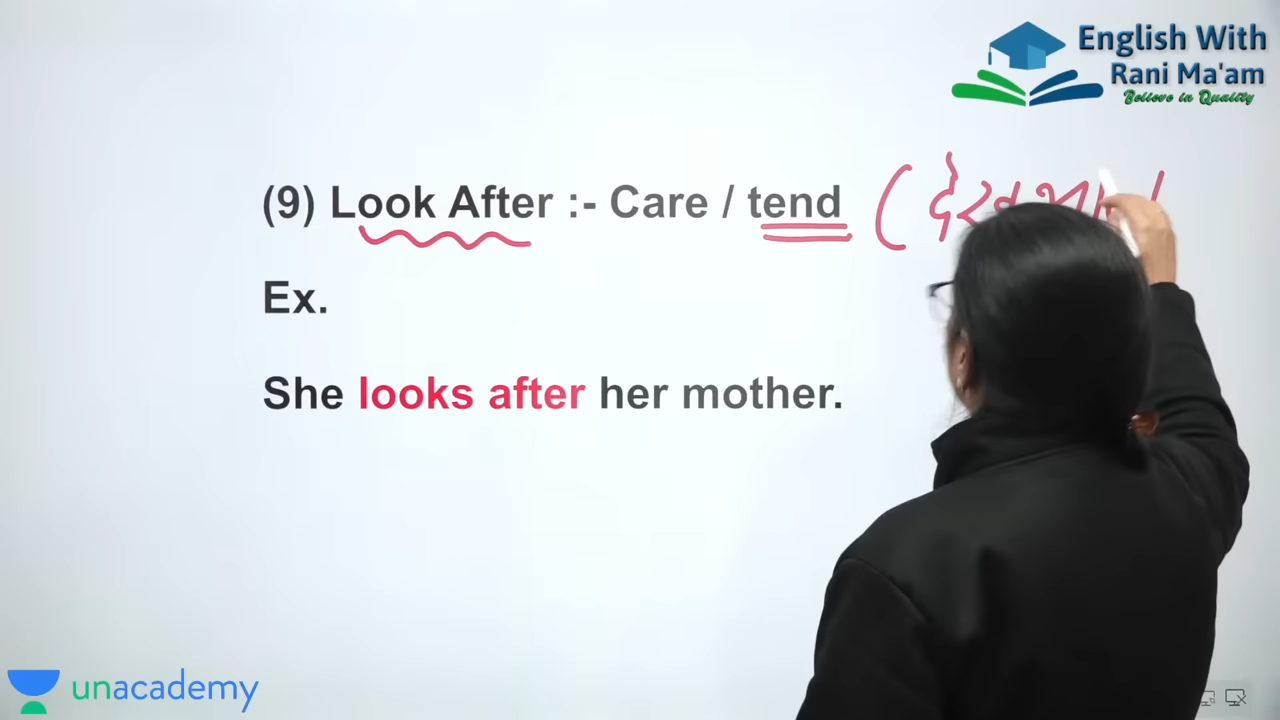 English With
Rani Ma'am
Believe in Quality
(9) Look After :- Care / tend (
Ex.
She looks after her mother.
unacademy